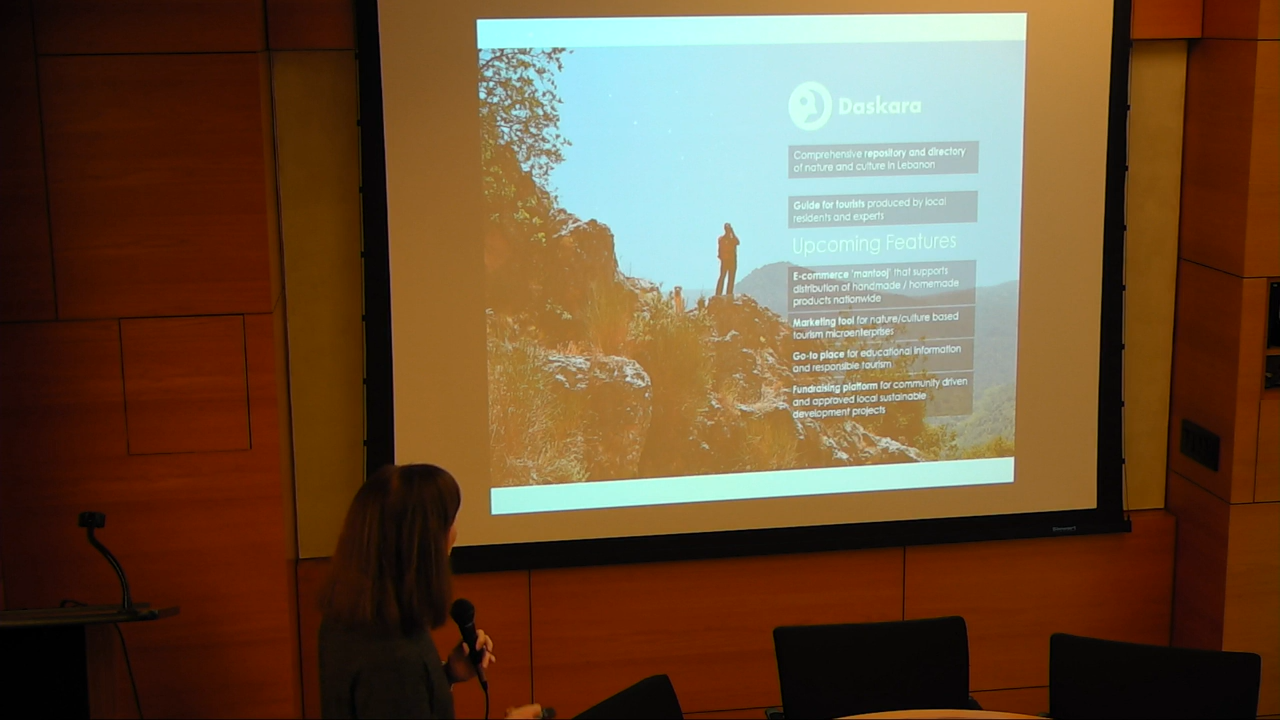 Daskara
Comprehensive repository and directory
of nature and culture in Lebanon
Guide for tourists produced by local
residents and experts
Upcoming Features
E-commerce 'mantooj' that supports
distribution of handmade / homemade
products nationwide
Marketing tool for nature/culture based
tourism microenterprises
Go-to place for educational information
and responsible tourism
Fundraising platform for community driven
and approved local sustainable
development projects